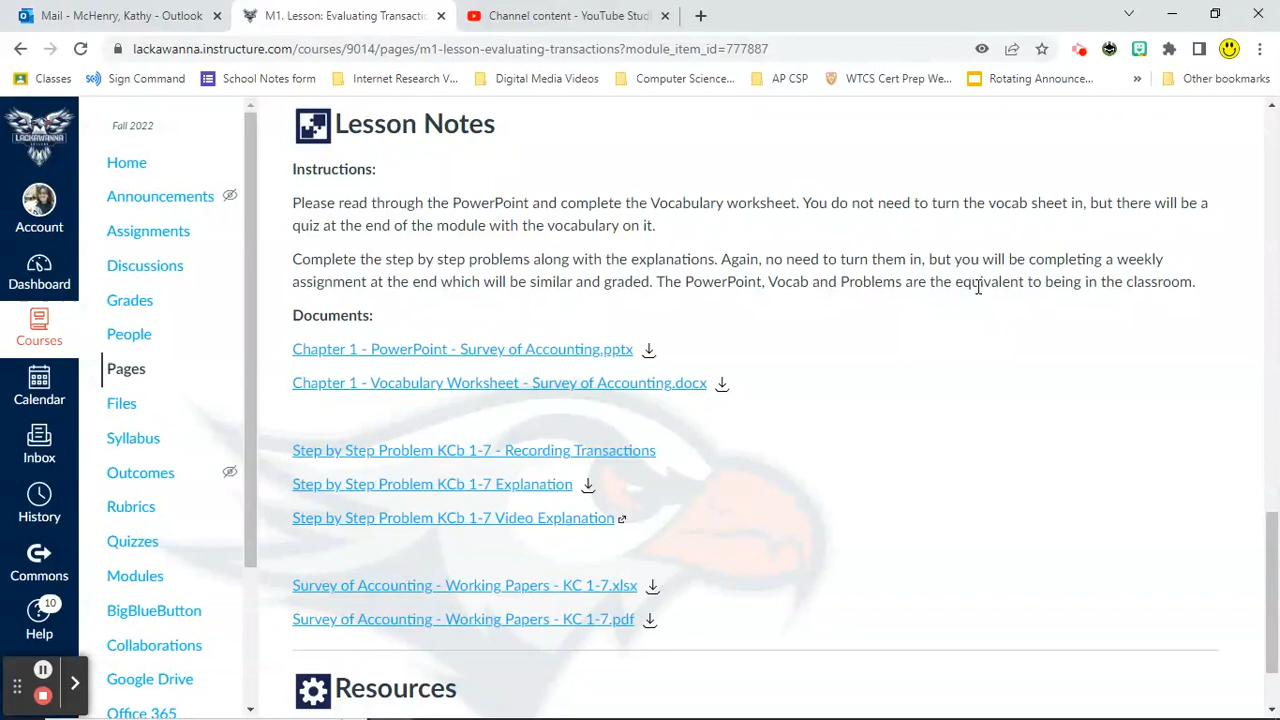 Mail - McHenry, Kathy - Outlook
M1. Lesson: Evaluating Transactio
Channel content - YouTube Studi
lackawanna.instructure.com/courses/9014/pages/m1-lesson-evaluating-transactions?module_item_id=777887
Classes
Sign Command
School Notes form
Internet Research V...
Digital Media Videos
Computer Science...
AP CSP
WTCS Cert Prep We...
Rotating Announce...
»
Other bookmarks
LACKAWANNA
COLLEGE
Account
Dashboard
Courses
Calendar
Inbox
History
Commons
10
Help
Fall 2022
Home
Announcements
Assignments
Discussions
Grades
People
Pages
Files
Syllabus
Outcomes
Rubrics
Quizzes
Modules
BigBlueButton
Collaborations
Google Drive
Office 365
Lesson Notes
Instructions:
Please read through the PowerPoint and complete the Vocabulary worksheet. You do not need to turn the vocab sheet in, but there will be a
quiz at the end of the module with the vocabulary on it.
Complete the step by step problems along with the explanations. Again, no need to turn them in, but you will be completing a weekly
assignment at the end which will be similar and graded. The PowerPoint, Vocab and Problems are the equivalent to being in the classroom.
Documents:
Chapter 1 - PowerPoint - Survey of Accounting.pptx
Chapter 1 - Vocabulary Worksheet - Survey of Accounting.docx
Step by Step Problem KCb 1-7 - Recording Transactions
Step by Step Problem KCb 1-7 Explanation
Step by Step Problem KCb 1-7 Video Explanation
Survey of Accounting - Working Papers - KC 1-7.xlsx
Survey of Accounting - Working Papers - KC 1-7.pdf
Resources